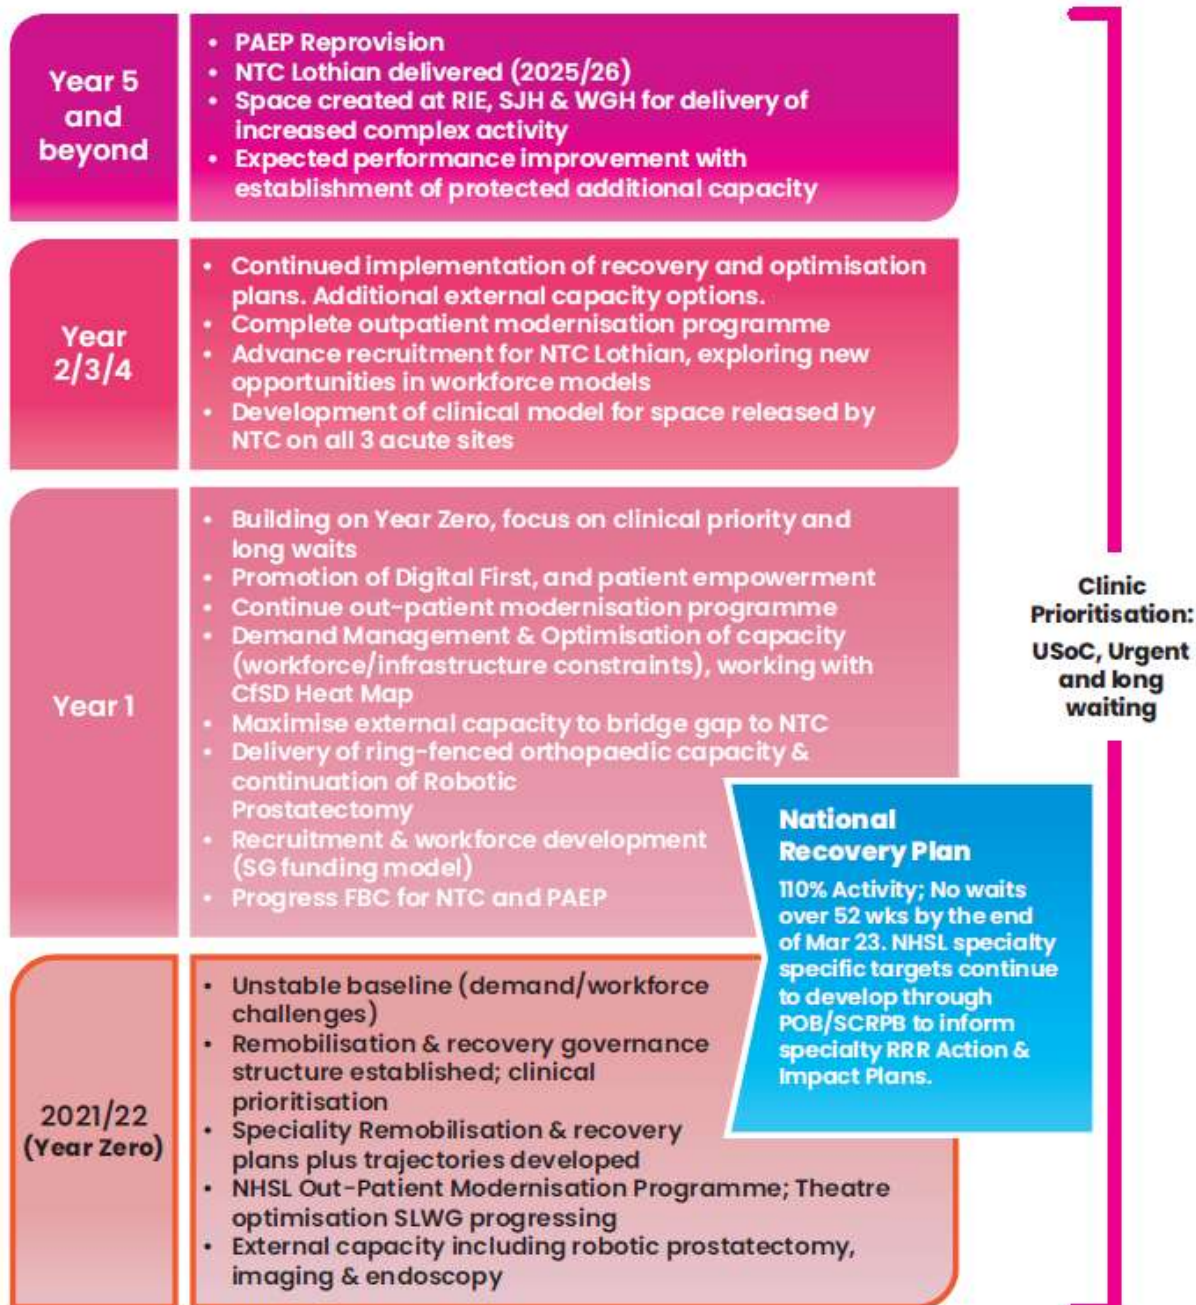 Year 5
and
beyond
• PAEP Reprovision
• NTC Lothian delivered (2025/26)
• Space created at RIE, SJH & WGH for delivery of
increased complex activity
• Expected performance improvement with
establishment of protected additional capacity
Year
2/3/4
• Continued implementation of recovery and optimisation
plans. Additional external capacity options.
• Complete outpatient modernisation programme
• Advance recruitment for NTC Lothian, exploring new
opportunities in workforce models
• Development of clinical model for space released by
NTC on all 3 acute sites
Year 1
• Building on Year Zero, focus on clinical priority and
long waits
• Promotion of Digital First, and patient empowerment
• Continue out-patient modernisation programme
• Demand Management & Optimisation of capacity
(workforce/infrastructure constraints), working with
CfSD Heat Map
• Maximise external capacity to bridge gap to NTC
• Delivery of ring-fenced orthopaedic capacity &
continuation of Robotic
Prostatectomy
• Recruitment & workforce development
(SG funding model)
• Progress FBC for NTC and PAEP
National
Recovery Plan
110% Activity; No waits
over 52 wks by the end
of Mar 23. NHSL specialty
specific targets continue
to develop through
POB/SCRPB to inform
specialty RRR Action &
Impact Plans.
2021/22
(Year Zero)
• Unstable baseline (demand/workforce
challenges)
• Remobilisation & recovery governance
structure established; clinical
prioritisation
• Speciality Remobilisation & recovery
plans plus trajectories developed
• NHSL Out-Patient Modernisation Programme; Theatre
optimisation SLWG progressing
• External capacity including robotic prostatectomy,
imaging & endoscopy
Clinic
Prioritisation:
USoC, Urgent
and long
waiting